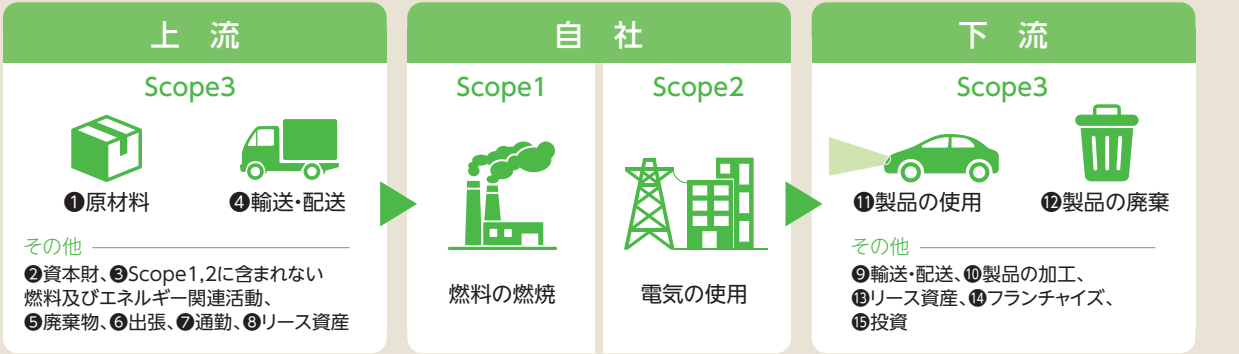 上 流
Scope3
❶原材料
❹輸送・配送
その他
❷資本財、❸Scope1,2に含まれない
燃料及びエネルギー関連活動、
❺廃棄物、❻出張、❼通勤、❽リース資産
自 社
Scope1
燃料の燃焼
Scope2
電気の使用
下 流
Scope3
⓫製品の使用
⓬製品の廃棄
その他
❾輸送・配送、❿製品の加工、
⓭リース資産、⓮フランチャイズ、
⓯投資